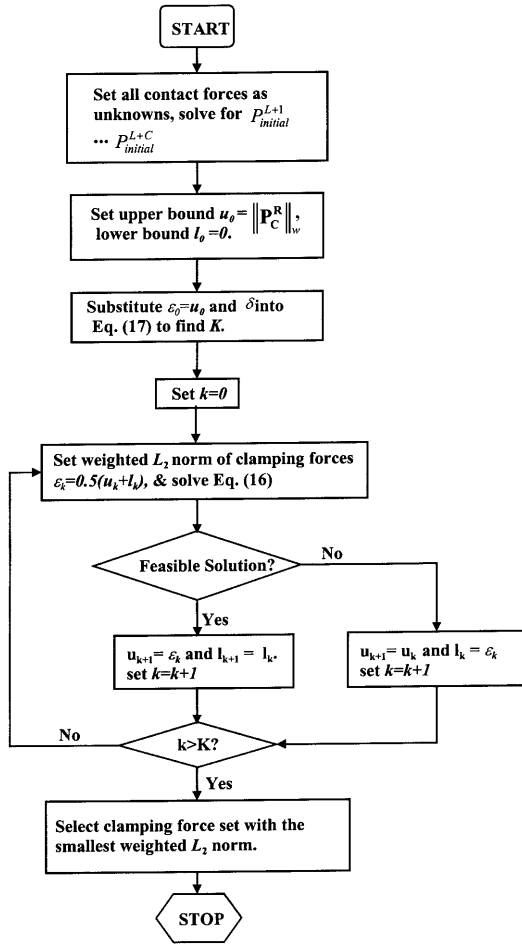 START
Set all contact forces as
unknowns, solve for P^{L+1}_{initial}
... P^{L+C}_{initial}
Set upper bound u_0 = ‖P^R_C‖_w,
lower bound l_0 =0.
Substitute ε_0=u_0 and δinto
Eq. (17) to find K.
Set k=0
Set weighted L_2 norm of clamping forces
ε_k=0.5(u_k+l_k), & solve Eq. (16)
Feasible Solution?
No
Yes
u_{k+1}= ε_k and l_{k+1} = l_k.
set k=k+1
u_{k+1}= u_k and l_k = ε_k
set k=k+1
k>K?
No
Yes
Select clamping force set with the
smallest weighted L_2 norm.
STOP